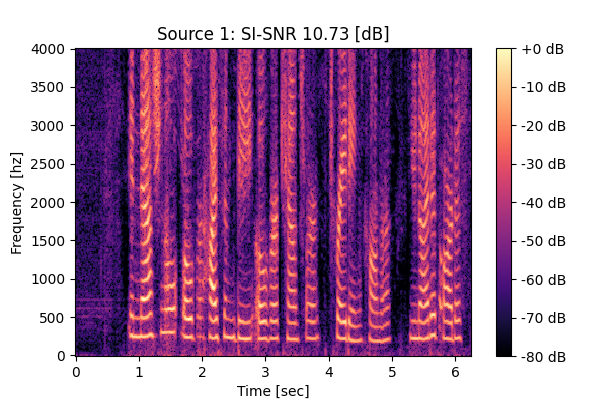 Source 1: SI-SNR 10.73 [dB]
4000
3500
3000
2500
2000
1500
1000
500
0
Frequency [hz]
0 1 2 3 4 5 6
Time [sec]
+0 dB
-10 dB
-20 dB
-30 dB
-40 dB
-50 dB
-60 dB
-70 dB
-80 dB